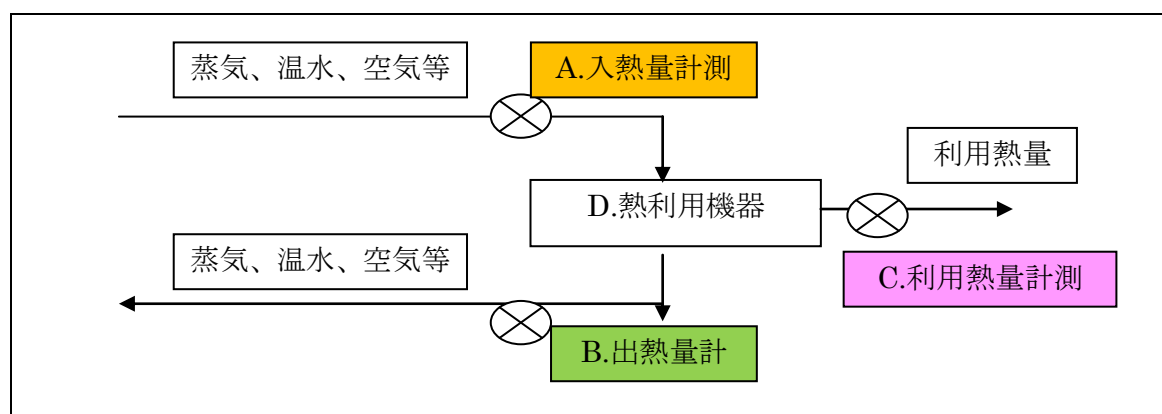 蒸気、温水、空気等
A.入熱量計測
利用熱量
D.熱利用機器
蒸気、温水、空気等
C.利用熱量計測
B.出熱量計